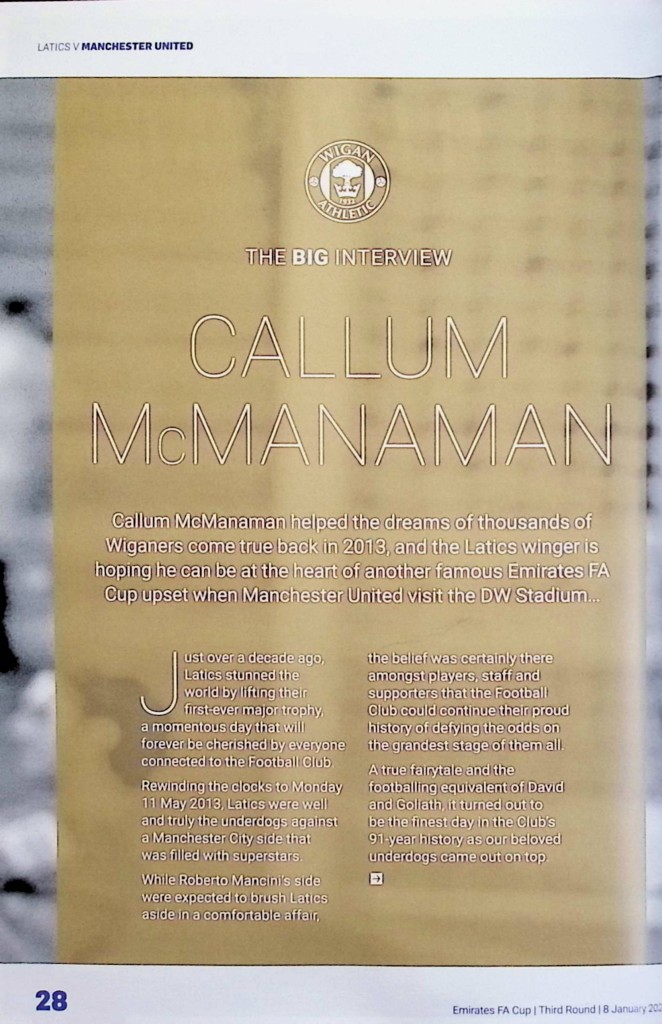 LATICS V MANCHESTER UNITED
WIGAN
1932
ATHLETIC
THE BIG INTERVIEW
CALLUM
McMANAMAN
Callum McManaman helped the dreams of thousands of
Wiganers come true back in 2013, and the Latics winger is
hoping he can be at the heart of another famous Emirates FA
Cup upset when Manchester United visit the DW Stadium...
Just over a decade ago,
Latics stunned the
world by lifting their
first-ever major trophy,
a momentous day that will
forever be cherished by everyone
connected to the Football Club.
Rewinding the clocks to Monday
11 May 2013, Latics were well
and truly the underdogs against
a Manchester City side that
was filled with superstars.
While Roberto Mancini's side
were expected to brush Latics
aside in a comfortable affair,
the belief was certainly there
amongst players, staff and
supporters that the Football
Club could continue their proud
history of defying the odds on
the grandest stage of them all.
A true fairytale and the
footballing equivalent of David
and Goliath, it turned out to
be the finest day in the Club's
91-year history as our beloved
underdogs came out on top.
28
Emirates FA Cup | Third Round | 8 January